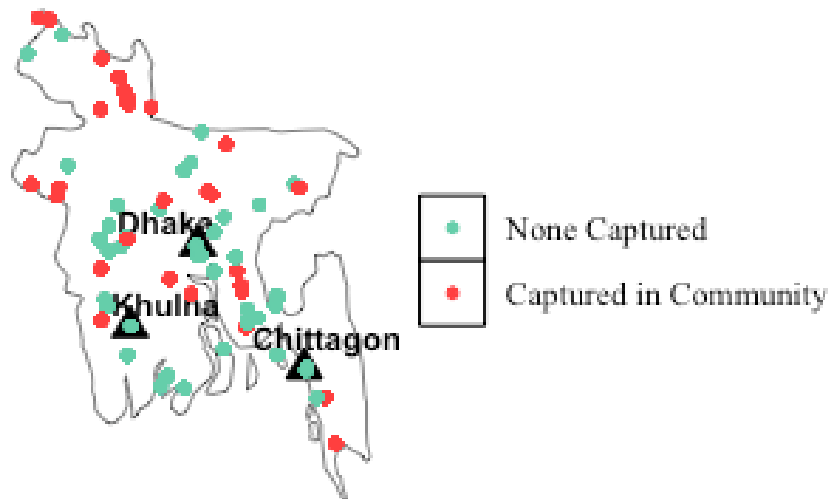 Dhaka
None Captured
Captured in Community
Khulna
Chittagon